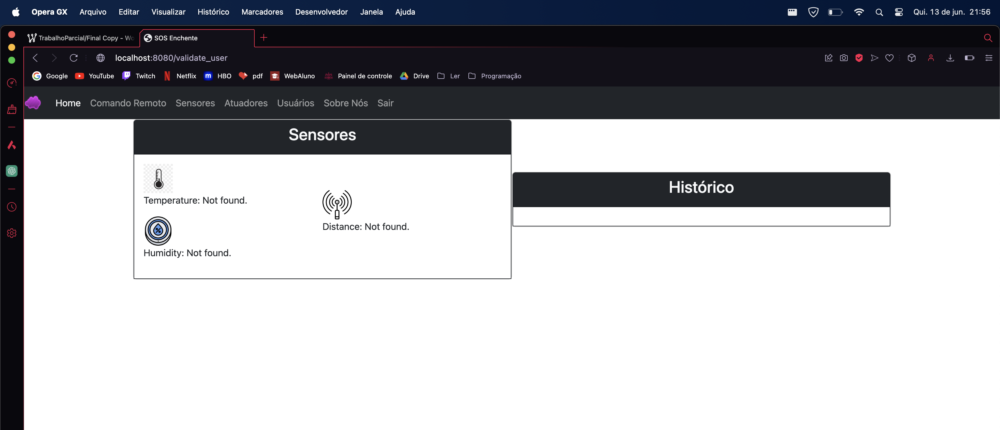 Opera GX Arquivo Editar Visualizar Histórico Marcadores Desenvolvedor Janela Ajuda Qui. 13 de jun. 21:56
TrabalhoParcial/Final Copy - Wo SOS Enchente
localhost:8080/validate_user
Google YouTube Twitch Netflix m HBO pdf WebAluno Painel de controle Drive Ler Programação
Home Comando Remoto Sensores Atuadores Usuários Sobre Nós Sair
Sensores
Temperature: Not found.
Humidity: Not found.
Distance: Not found.
Histórico